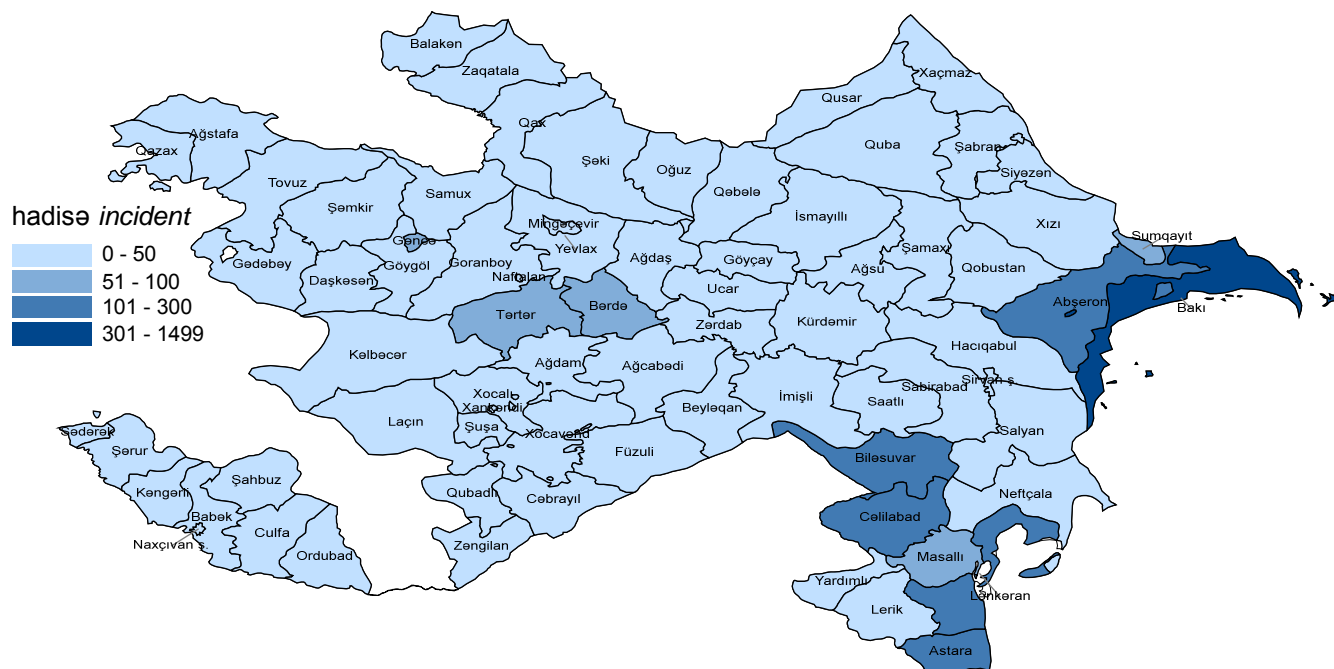 Balakən
Zaqatala
Xaçmaz
Qusar
Qax
Ağstafa
Quba
Şabran
Qazax
Şəki
Oğuz
Siyəzən
Tovuz
Samux
Qəbələ
Şəmkir
hadisə incident
İsmayıllı
Mingəçevir
Xızı
Sumqayıt
0 - 50
Gəncə
Yevlax
Şamaxı
51 - 100
Gədəbəy
Göygöl
Goranboy
Ağdaş
Göyçay
Ağsu
Qobustan
Daşkəsən
Naftalan
Ucar
101 - 300
Abşeron
Bakı
Tərtər
Bərdə
Zərdab
Kürdəmir
301 - 1499
Hacıqabul
Kəlbəcər
Ağdam
Ağcabədi
Xocalı
Şirvan ş.
Sabirabad
İmişli
Saatlı
Xankəndi
Beyləqan
Laçın
Şuşa
Xocavənd
Salyan
Sədərək
Şərur
Füzuli
Biləsuvar
Şahbuz
Kəngərli
Qubadlı
Cəbrayıl
Neftçala
Babək
Cəlilabad
Culfa
Naxçıvan ş.
Zəngilan
Ordubad
Masallı
Yardımlı
Lənkəran
Lerik
Astara